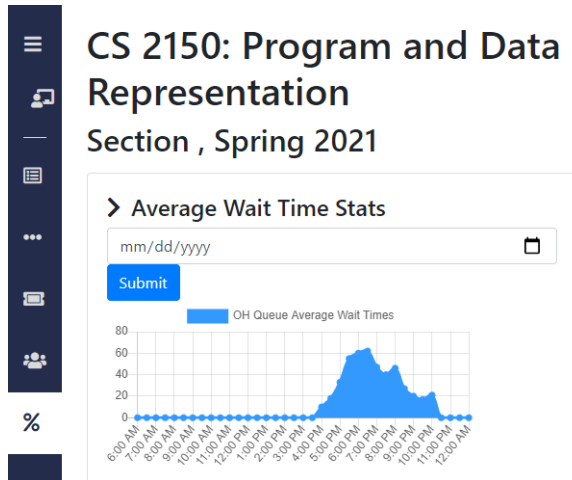 CS 2150: Program and Data
Representation
Section , Spring 2021
Average Wait Time Stats
mm/dd/yyyy
Submit
OH Queue Average Wait Times
80
60
40
20
0
6:00 AM
7:00 AM
8:00 AM
9:00 AM
10:00 AM
11:00 AM
12:00 PM
1:00 PM
2:00 PM
3:00 PM
4:00 PM
5:00 PM
6:00 PM
7:00 PM
8:00 PM
9:00 PM
10:00 PM
11:00 PM
12:00 AM
%